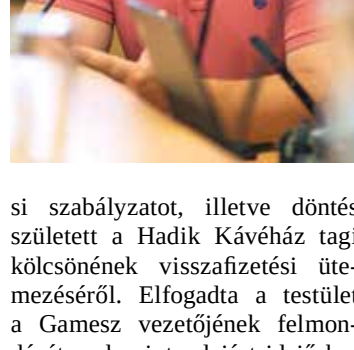 si szabályzatot, illetve döntés
született a Hadik Kávéház tagi
kölcsönének visszafizetési üte-
mezéséről. Elfogadta a testület
a Gamesz vezetőjének felmon-